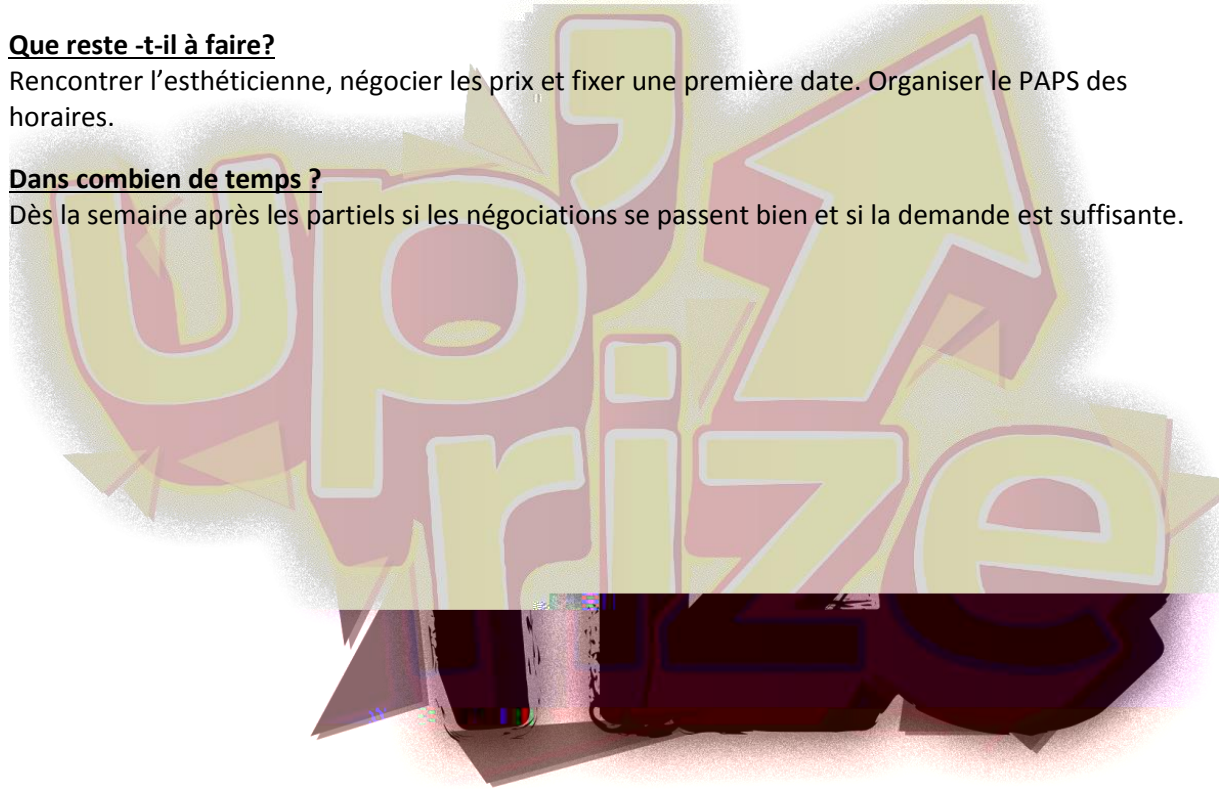 Que reste -t-il à faire?
Rencontrer l’esthéticienne, négocier les prix et fixer une première date. Organiser le PAPS des
horaires.
Dans combien de temps ?
Dès la semaine après les partiels si les négociations se passent bien et si la demande est suffisante.
up’
rize